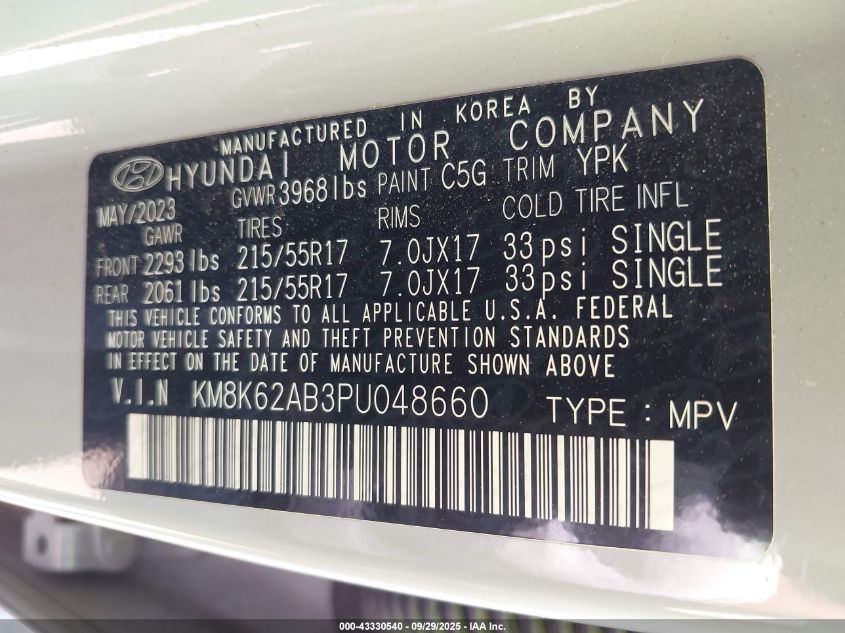 MANUFACTURED IN KOREA BY
HYUNDAI MOTOR COMPANY
MAY/2023 GVWR 3968 lbs PAINT C5G TRIM YPK
GAWR TIRES RIMS COLD TIRE INFL
FRONT 2293 lbs 215/55R17 7.0JX17 33psi SINGLE
REAR 2061 lbs 215/55R17 7.0JX17 33psi SINGLE
THIS VEHICLE CONFORMS TO ALL APPLICABLE U.S.A. FEDERAL
MOTOR VEHICLE SAFETY AND THEFT PREVENTION STANDARDS
IN EFFECT ON THE DATE OF MANUFACTURE SHOWN ABOVE
V.I.N KM8K62AB3PU048660 TYPE : MPV
000-43330540 - 09/29/2025 - IAA Inc.